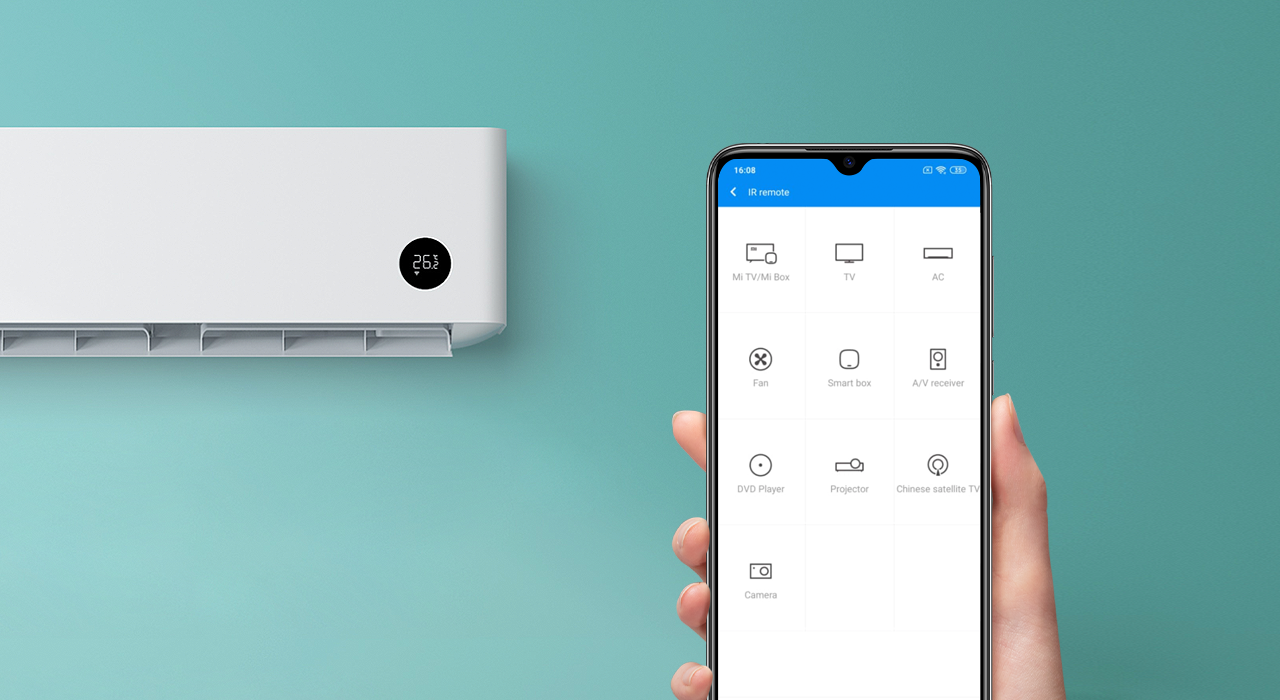 26
16:08
IR remote
Mi TV/Mi Box
TV
AC
Fan
Smart box
A/V receiver
DVD Player
Projector
Chinese satellite TV
Camera